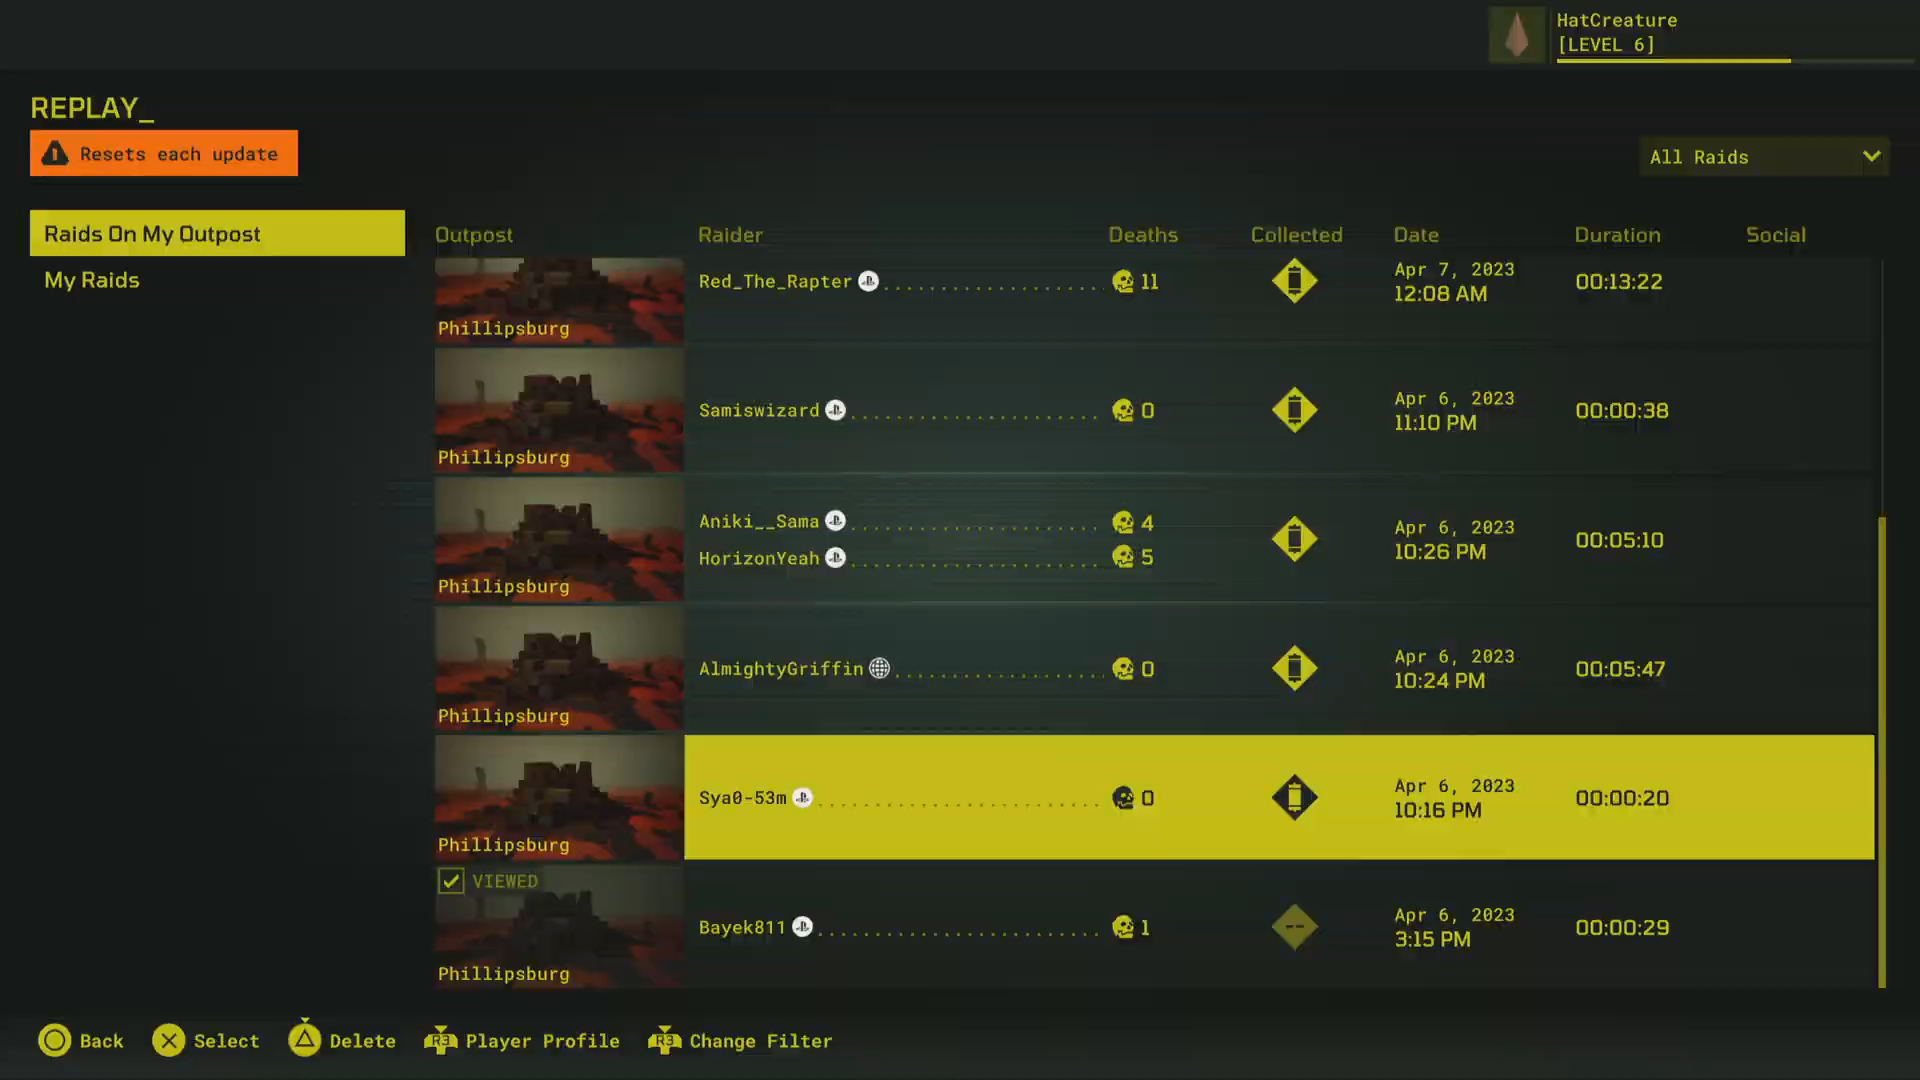 HatCreature
[LEVEL 6]
REPLAY_
Resets each update
All Raids
Raids On My Outpost
My Raids
Outpost Raider Deaths Collected Date Duration Social
Phillipsburg
Red_The_Rapter 11
Apr 7, 2023
12:08 AM
00:13:22
Phillipsburg
Samiswizard 0
Apr 6, 2023
11:10 PM
00:00:38
Phillipsburg
Aniki__Sama 4
HorizonYeah 5
Apr 6, 2023
10:26 PM
00:05:10
Phillipsburg
AlmightyGriffin 0
Apr 6, 2023
10:24 PM
00:05:47
Phillipsburg
Sya0-53m 0
Apr 6, 2023
10:16 PM
00:00:20
VIEWED
Phillipsburg
Bayek811 1
--
Apr 6, 2023
3:15 PM
00:00:29
Back Select Delete R3 Player Profile R3 Change Filter